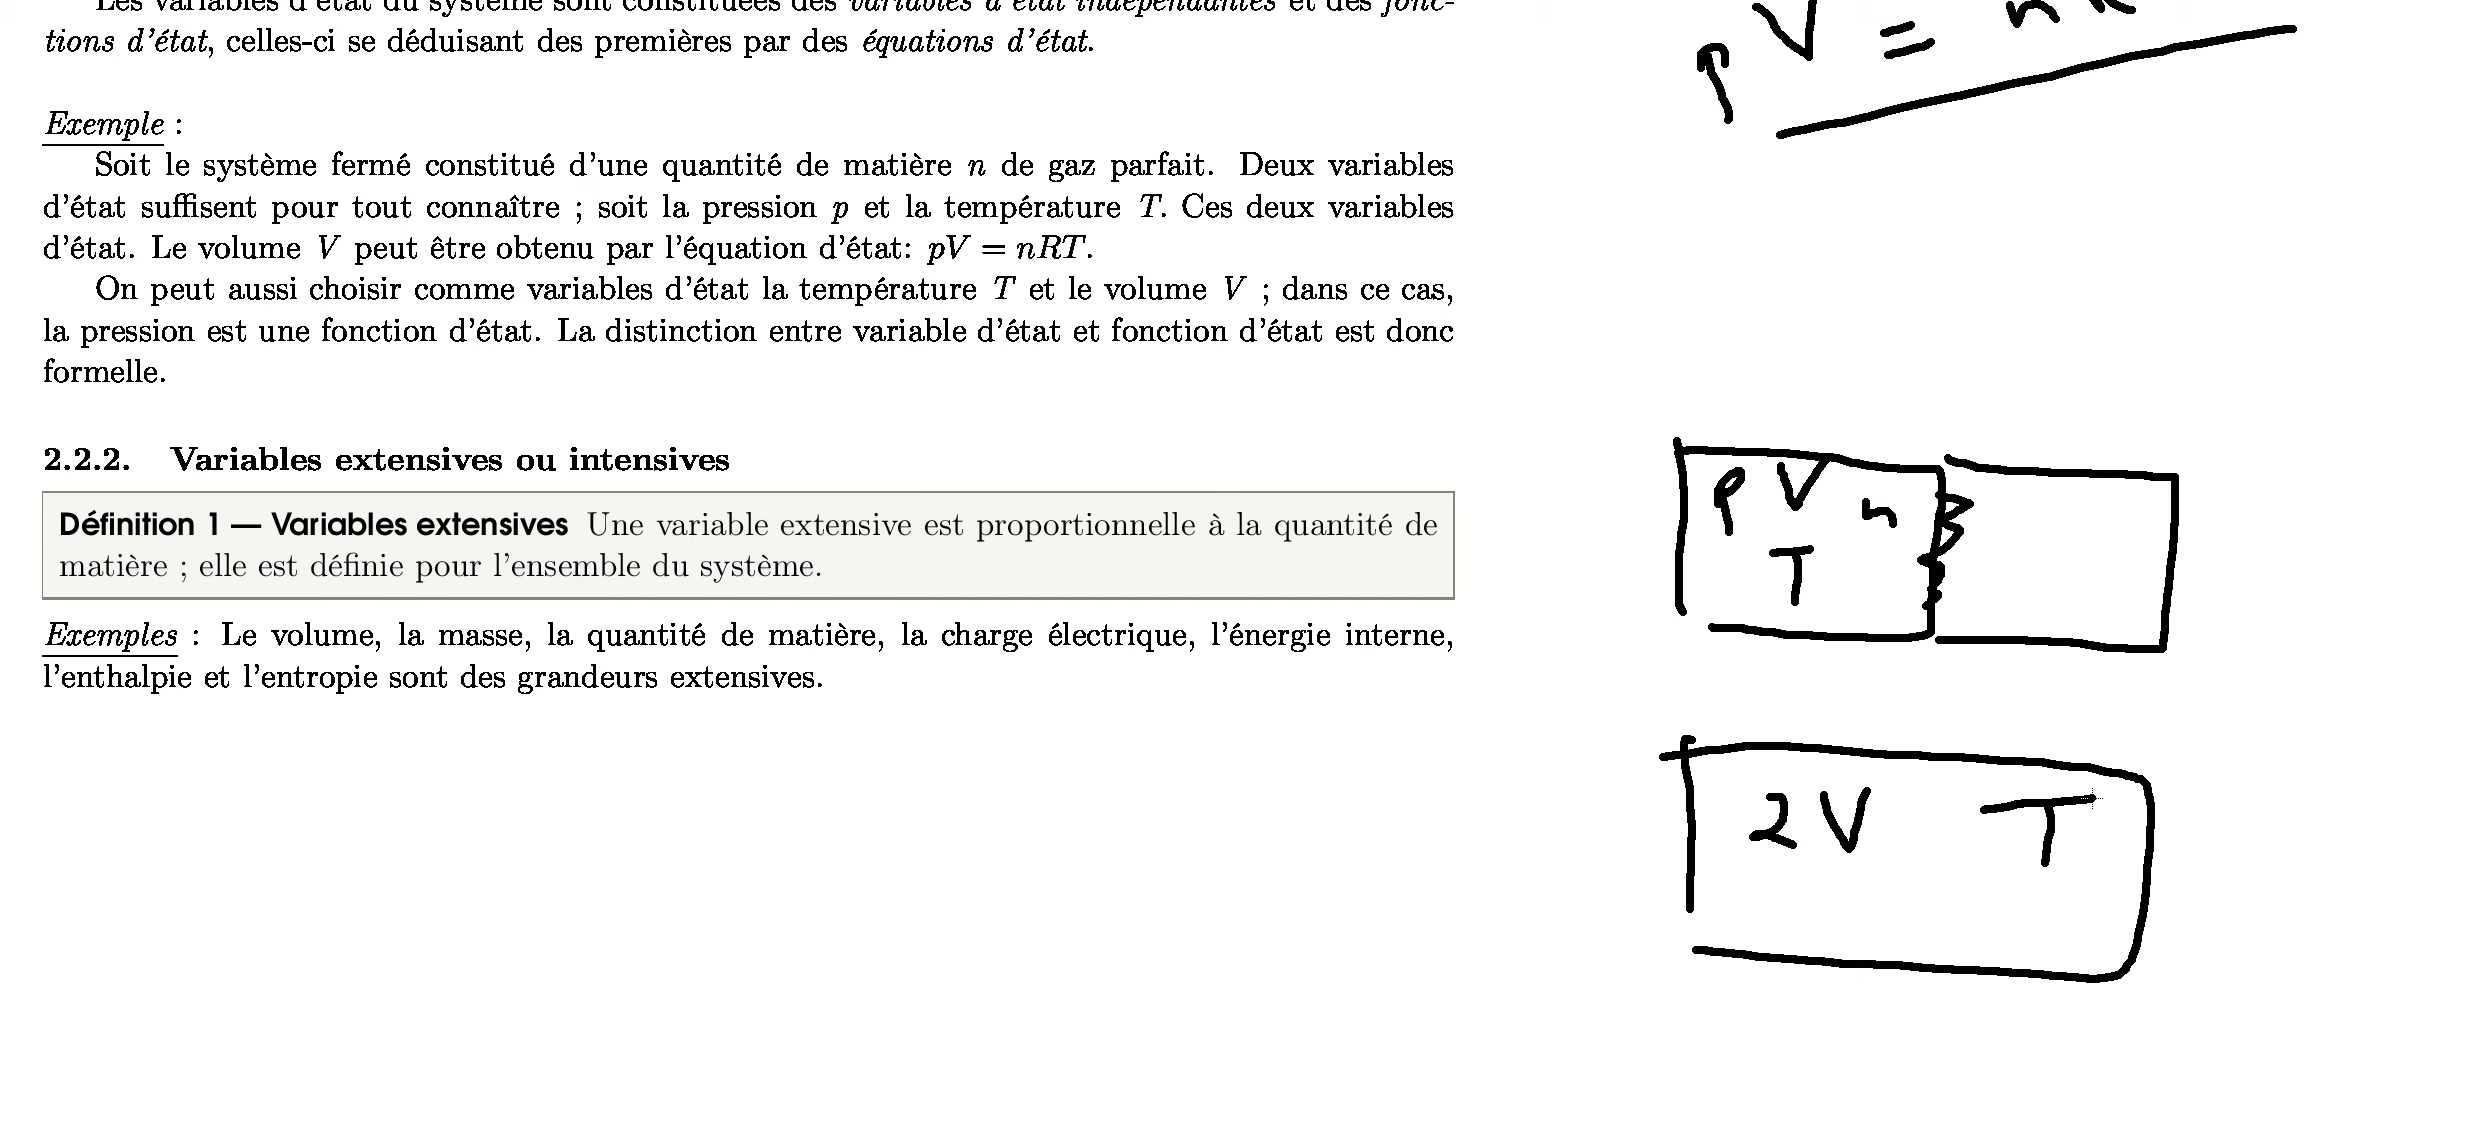 Les variables d'état du système sont constituées des variables d'état indépendantes et des fonc-
tions d'état, celles-ci se déduisant des premières par des équations d'état.
pV = n
Exemple :
Soit le système fermé constitué d'une quantité de matière n de gaz parfait. Deux variables
d'état suffisent pour tout connaître ; soit la pression p et la température T. Ces deux variables
d'état. Le volume V peut être obtenu par l'équation d'état: pV = nRT.
On peut aussi choisir comme variables d'état la température T et le volume V ; dans ce cas,
la pression est une fonction d'état. La distinction entre variable d'état et fonction d'état est donc
formelle.
2.2.2. Variables extensives ou intensives
Définition 1 — Variables extensives Une variable extensive est proportionnelle à la quantité de
matière ; elle est définie pour l'ensemble du système.
Exemples : Le volume, la masse, la quantité de matière, la charge électrique, l'énergie interne,
l'enthalpie et l'entropie sont des grandeurs extensives.
p V n
T
2V T